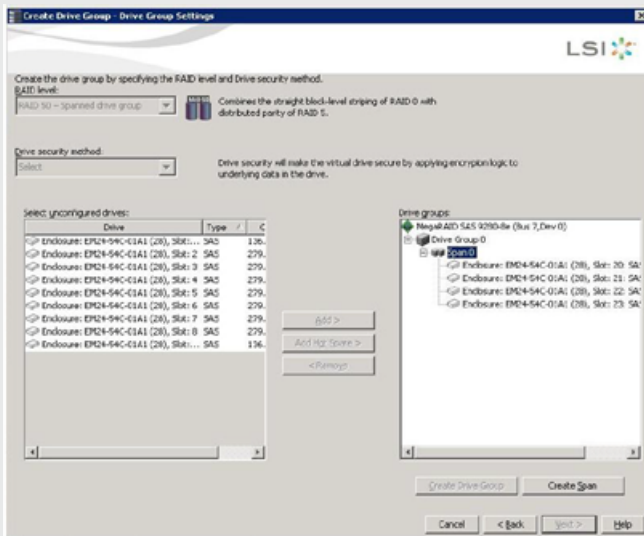 Create Drive Group - Drive Group Settings
LSI
Create the drive group by specifying the RAID level and Drive security method.
RAID level:
RAID 50 - Spanned drive group
Combines the straight block-level striping of RAID 0 with
distributed parity of RAID 5.
Drive security method:
Select
Drive security will make the virtual drive secure by applying encryption logic to
underlying data in the drive.
Select unconfigured drives:
Drive Type / C
Enclosure: EM24-54C-01A1 (28), Slot:... SAS 136.
Enclosure: EM24-54C-01A1 (28), Slot: 2 SAS 279.
Enclosure: EM24-54C-01A1 (28), Slot: 3 SAS 279.
Enclosure: EM24-54C-01A1 (28), Slot: 4 SAS 279.
Enclosure: EM24-54C-01A1 (28), Slot: 5 SAS 279.
Enclosure: EM24-54C-01A1 (28), Slot: 6 SAS 279.
Enclosure: EM24-54C-01A1 (28), Slot: 7 SAS 279.
Enclosure: EM24-54C-01A1 (28), Slot: 8 SAS 279.
Enclosure: EM24-54C-01A1 (28), Slot:... SAS 136.
Add >
Add Hot Spare >
< Remove
Drive groups:
MegaRAID SAS 9280-8e (Bus 7,Dev 0)
Drive Group 0
Span 0
Enclosure: EM24-54C-01A1 (28), Slot: 20: SA
Enclosure: EM24-54C-01A1 (28), Slot: 21: SA
Enclosure: EM24-54C-01A1 (28), Slot: 22: SA
Enclosure: EM24-54C-01A1 (28), Slot: 23: SA
Create Drive Group
Create Span
Cancel
< Back
Next >
Help